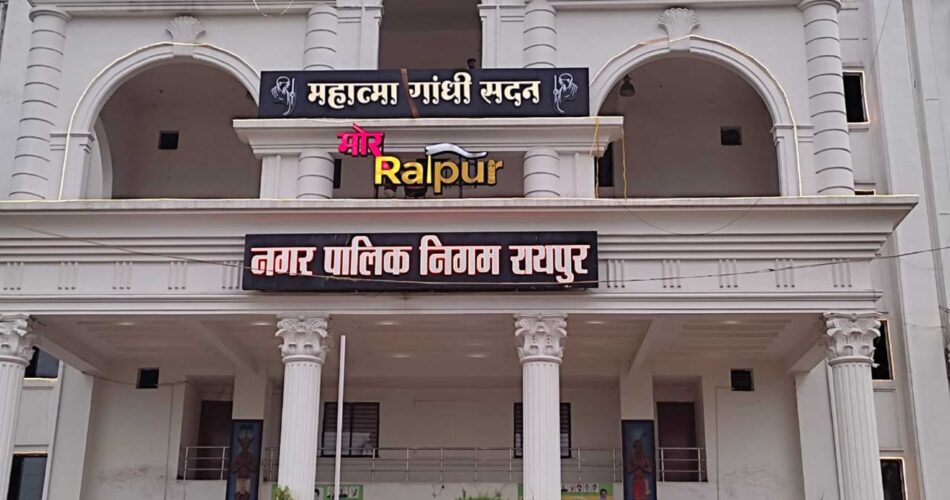 महात्मा गांधी सदन
मोर
Raipur
नगर पालिक निगम रायपुर